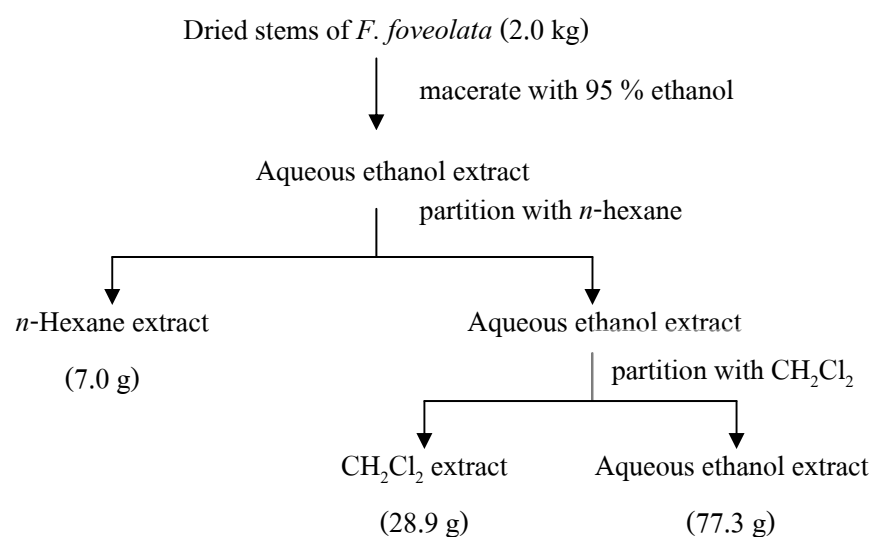 Dried stems of F. foveolata (2.0 kg)
macerate with 95 % ethanol
Aqueous ethanol extract
partition with n-hexane
n-Hexane extract
Aqueous ethanol extract
(7.0 g)
partition with CH₂Cl₂
CH₂Cl₂ extract
Aqueous ethanol extract
(28.9 g)
(77.3 g)